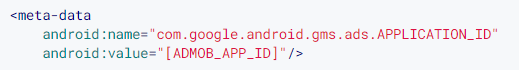 <meta-data
android:name="com.google.android.gms.ads.APPLICATION_ID"
android:value="[ADMOB_APP_ID]"/>